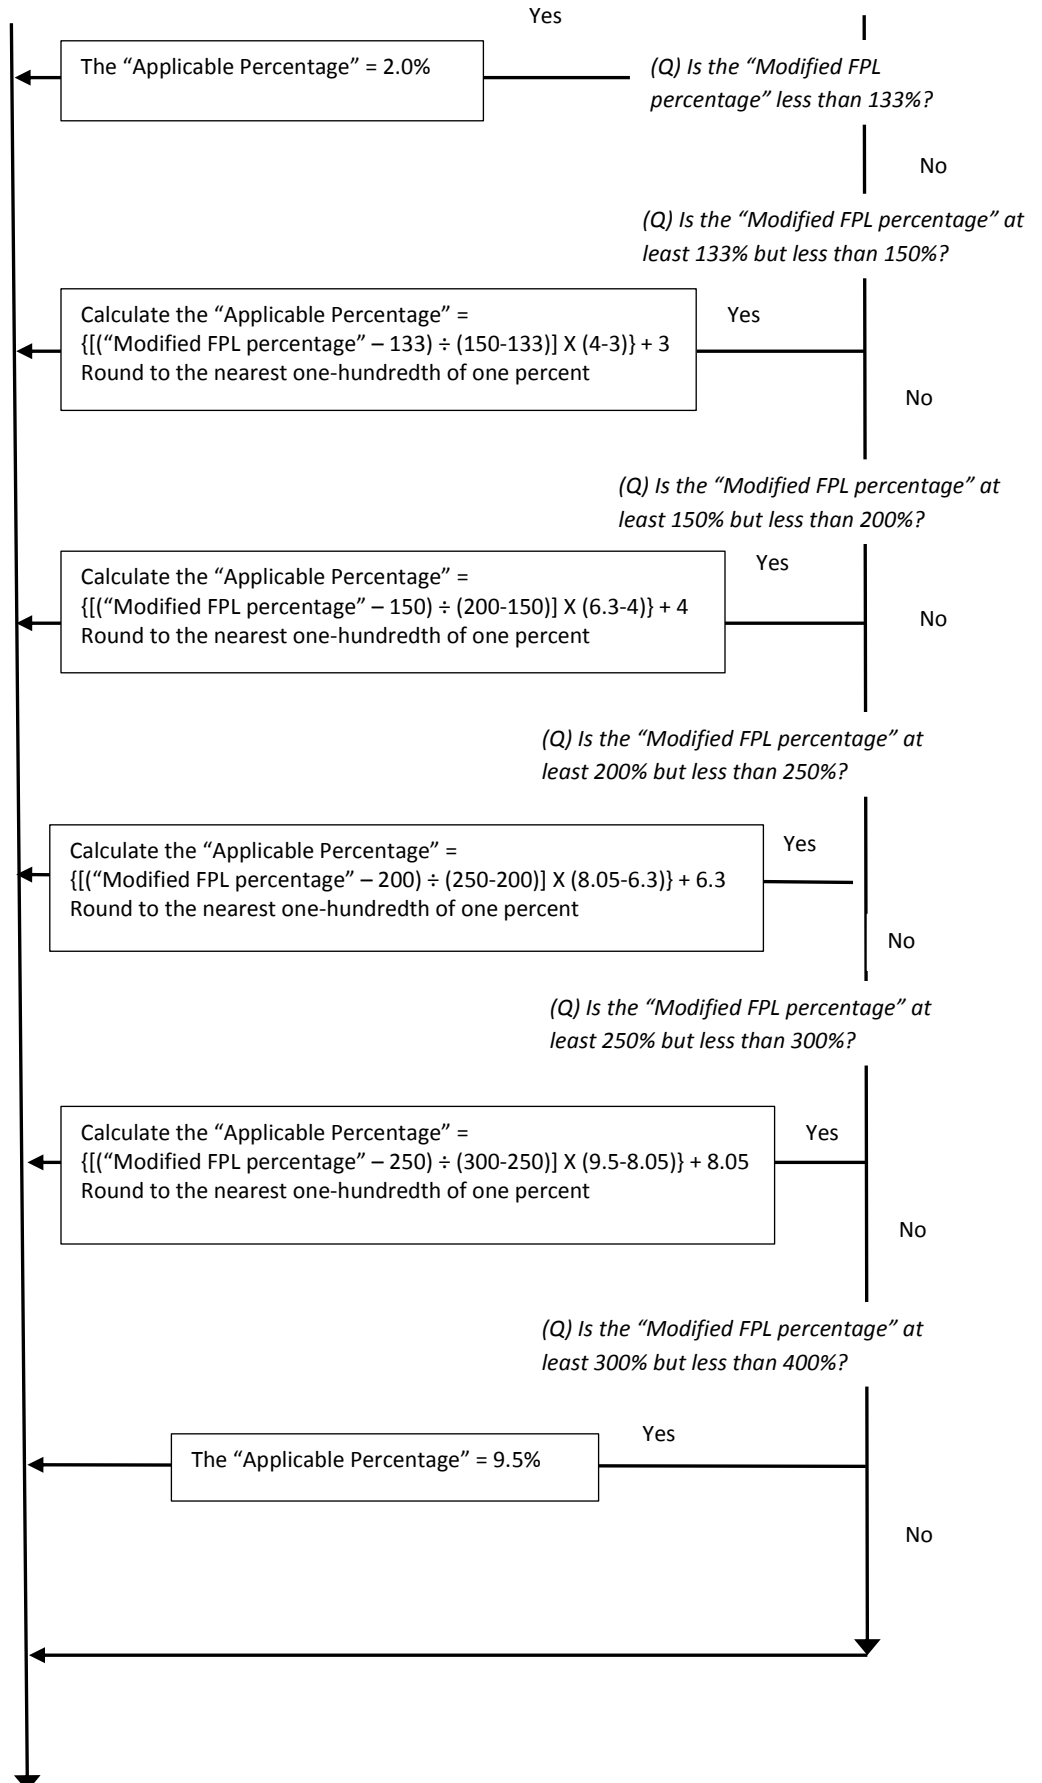 Yes
The “Applicable Percentage” = 2.0%
(Q) Is the “Modified FPL
percentage” less than 133%?
No
(Q) Is the “Modified FPL percentage” at
least 133% but less than 150%?
Calculate the “Applicable Percentage” =
{[(“Modified FPL percentage” – 133) ÷ (150-133)] X (4-3)} + 3
Round to the nearest one-hundredth of one percent
Yes
No
(Q) Is the “Modified FPL percentage” at
least 150% but less than 200%?
Calculate the “Applicable Percentage” =
{[(“Modified FPL percentage” – 150) ÷ (200-150)] X (6.3-4)} + 4
Round to the nearest one-hundredth of one percent
Yes
No
(Q) Is the “Modified FPL percentage” at
least 200% but less than 250%?
Calculate the “Applicable Percentage” =
{[(“Modified FPL percentage” – 200) ÷ (250-200)] X (8.05-6.3)} + 6.3
Round to the nearest one-hundredth of one percent
Yes
No
(Q) Is the “Modified FPL percentage” at
least 250% but less than 300%?
Calculate the “Applicable Percentage” =
{[(“Modified FPL percentage” – 250) ÷ (300-250)] X (9.5-8.05)} + 8.05
Round to the nearest one-hundredth of one percent
Yes
No
(Q) Is the “Modified FPL percentage” at
least 300% but less than 400%?
The “Applicable Percentage” = 9.5%
Yes
No